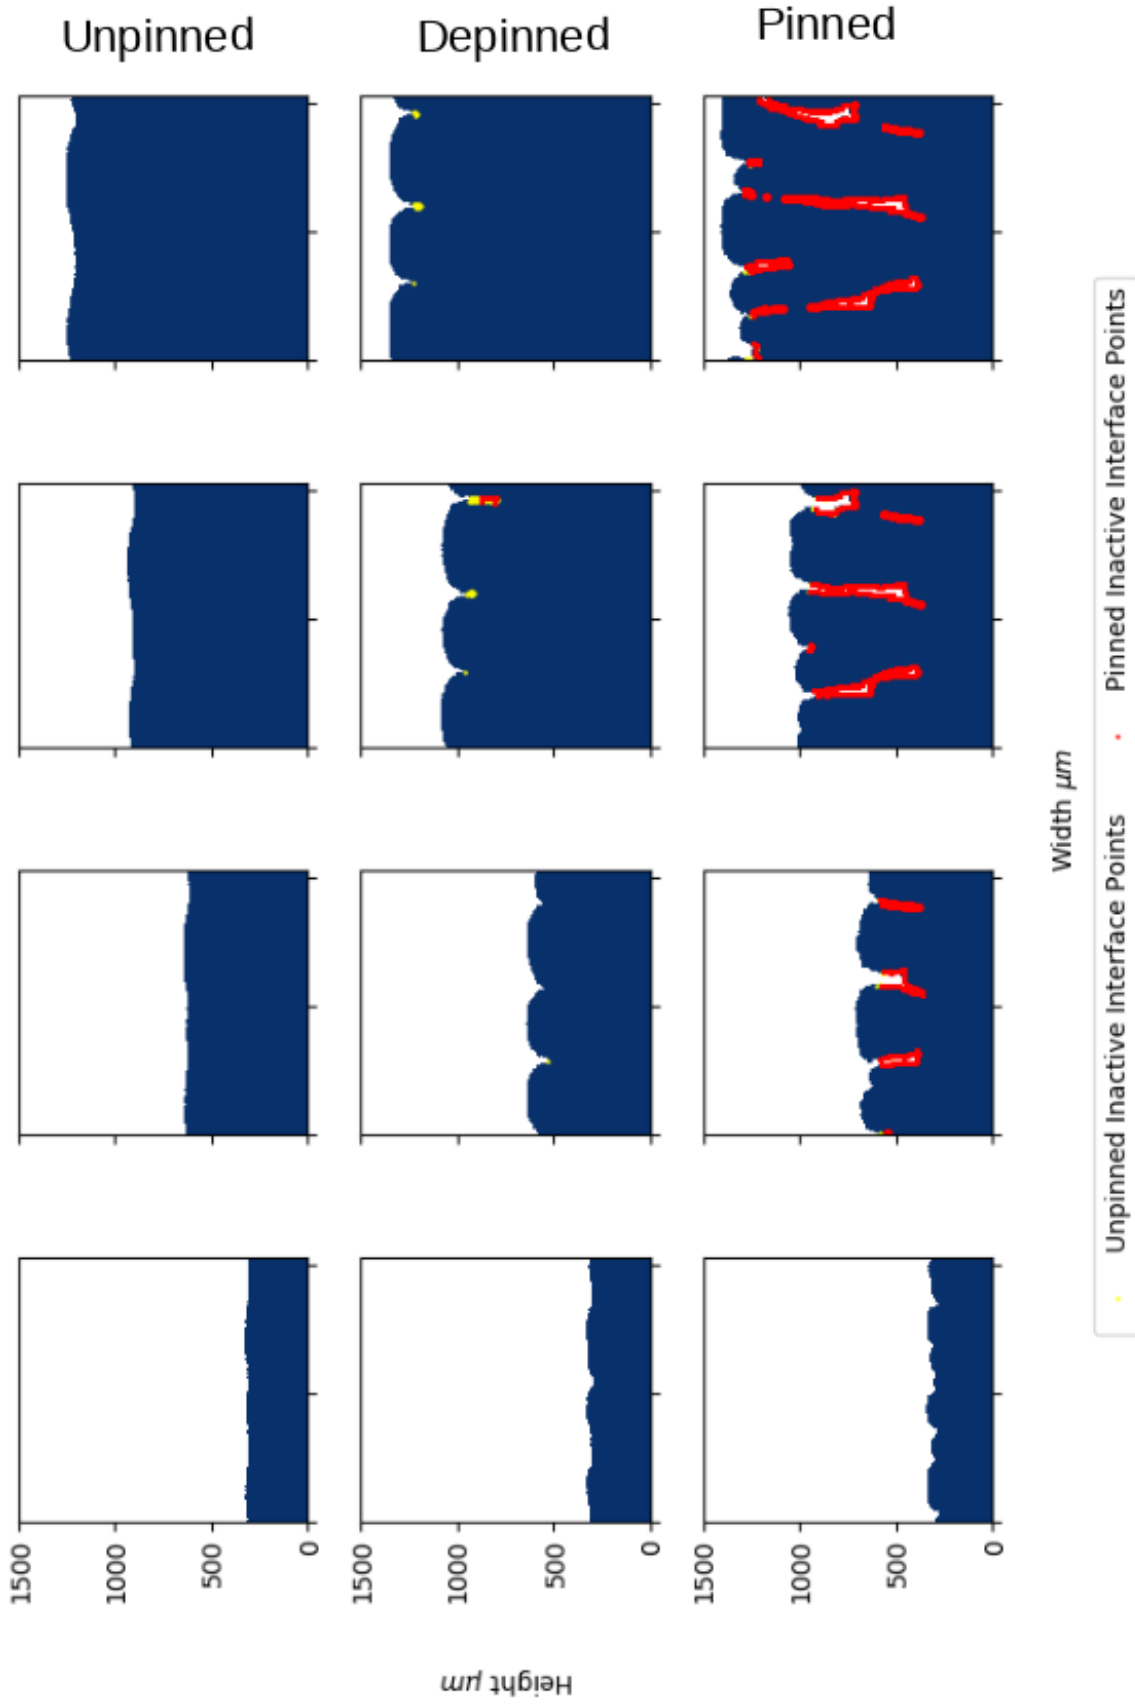 Unpinned
Depinned
Pinned
1500
1000
500
0
1500
1000
500
0
1500
1000
500
0
Height μm
Width μm
Unpinned Inactive Interface Points
Pinned Inactive Interface Points